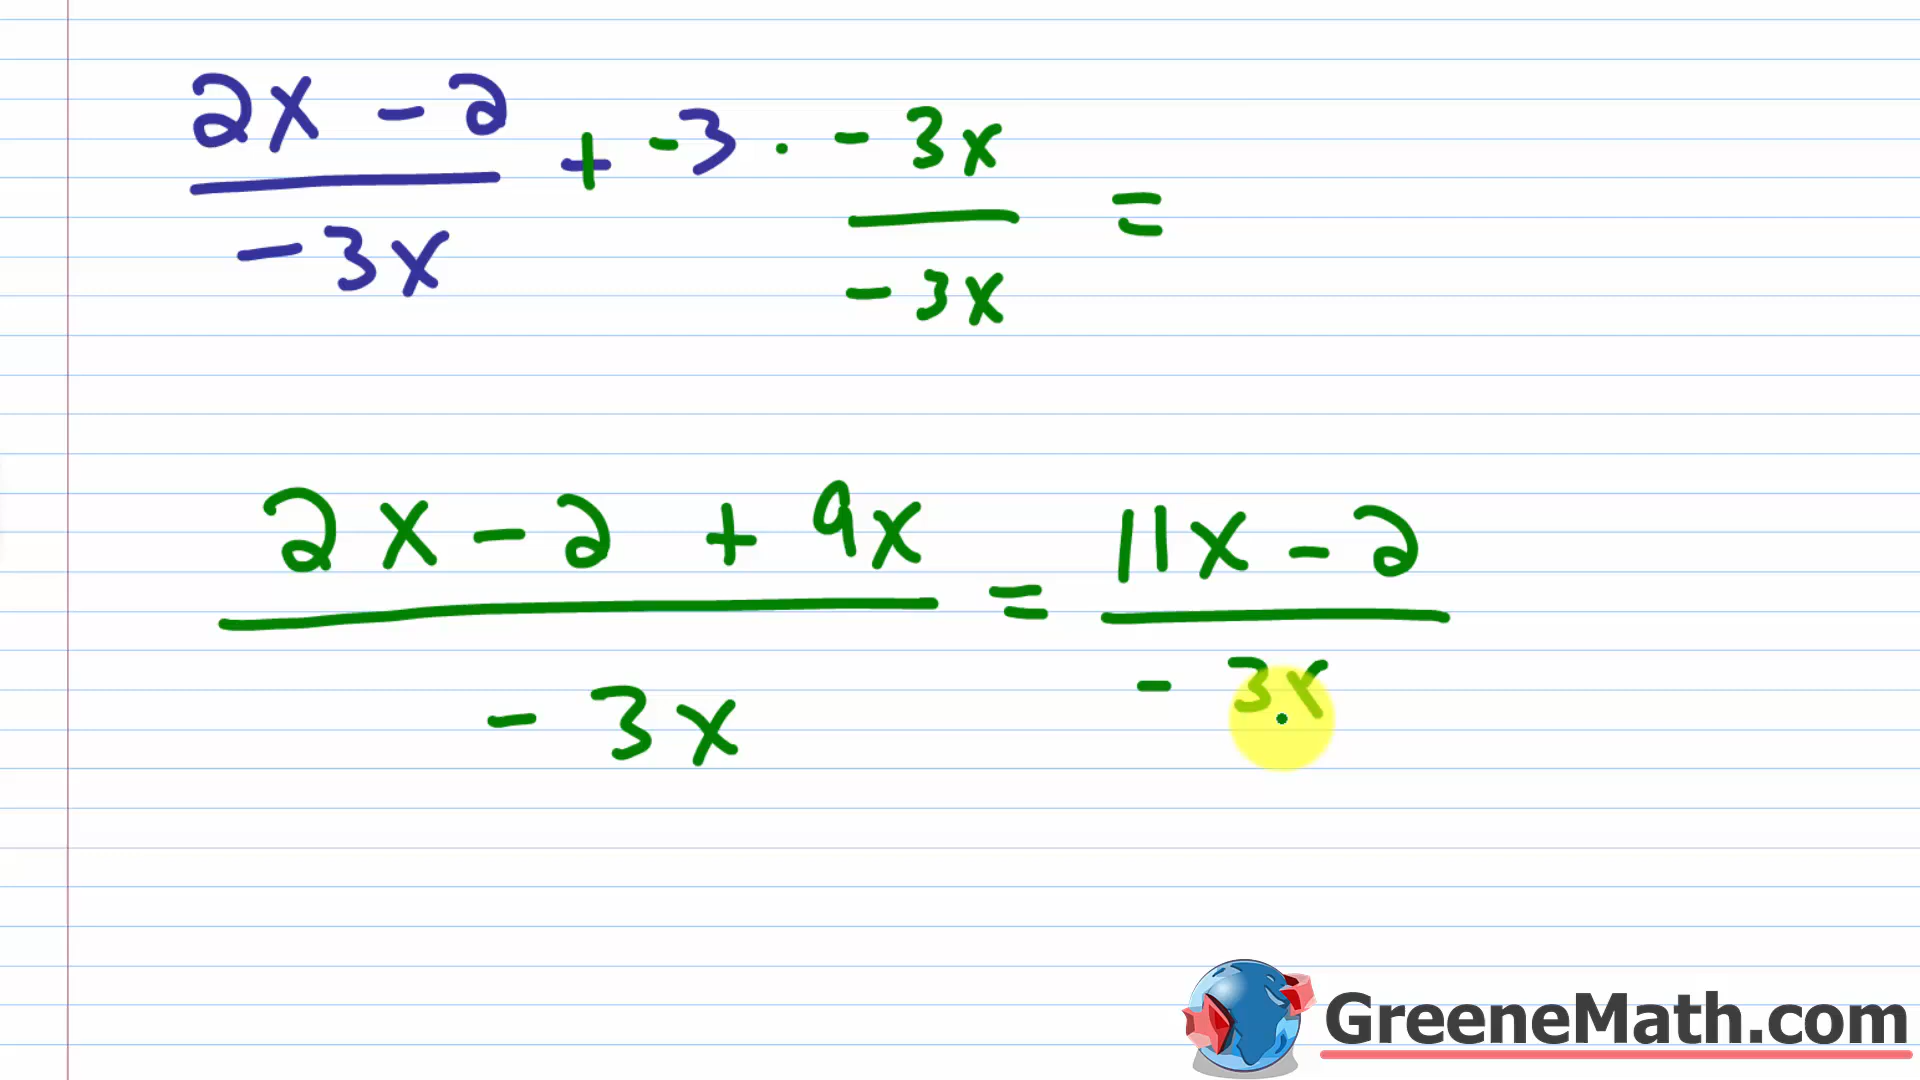 2x - 2 + -3 · -3x =
-3x -3x
2x - 2 + 9x = 11x - 2
-3x -3x
GreeneMath.com